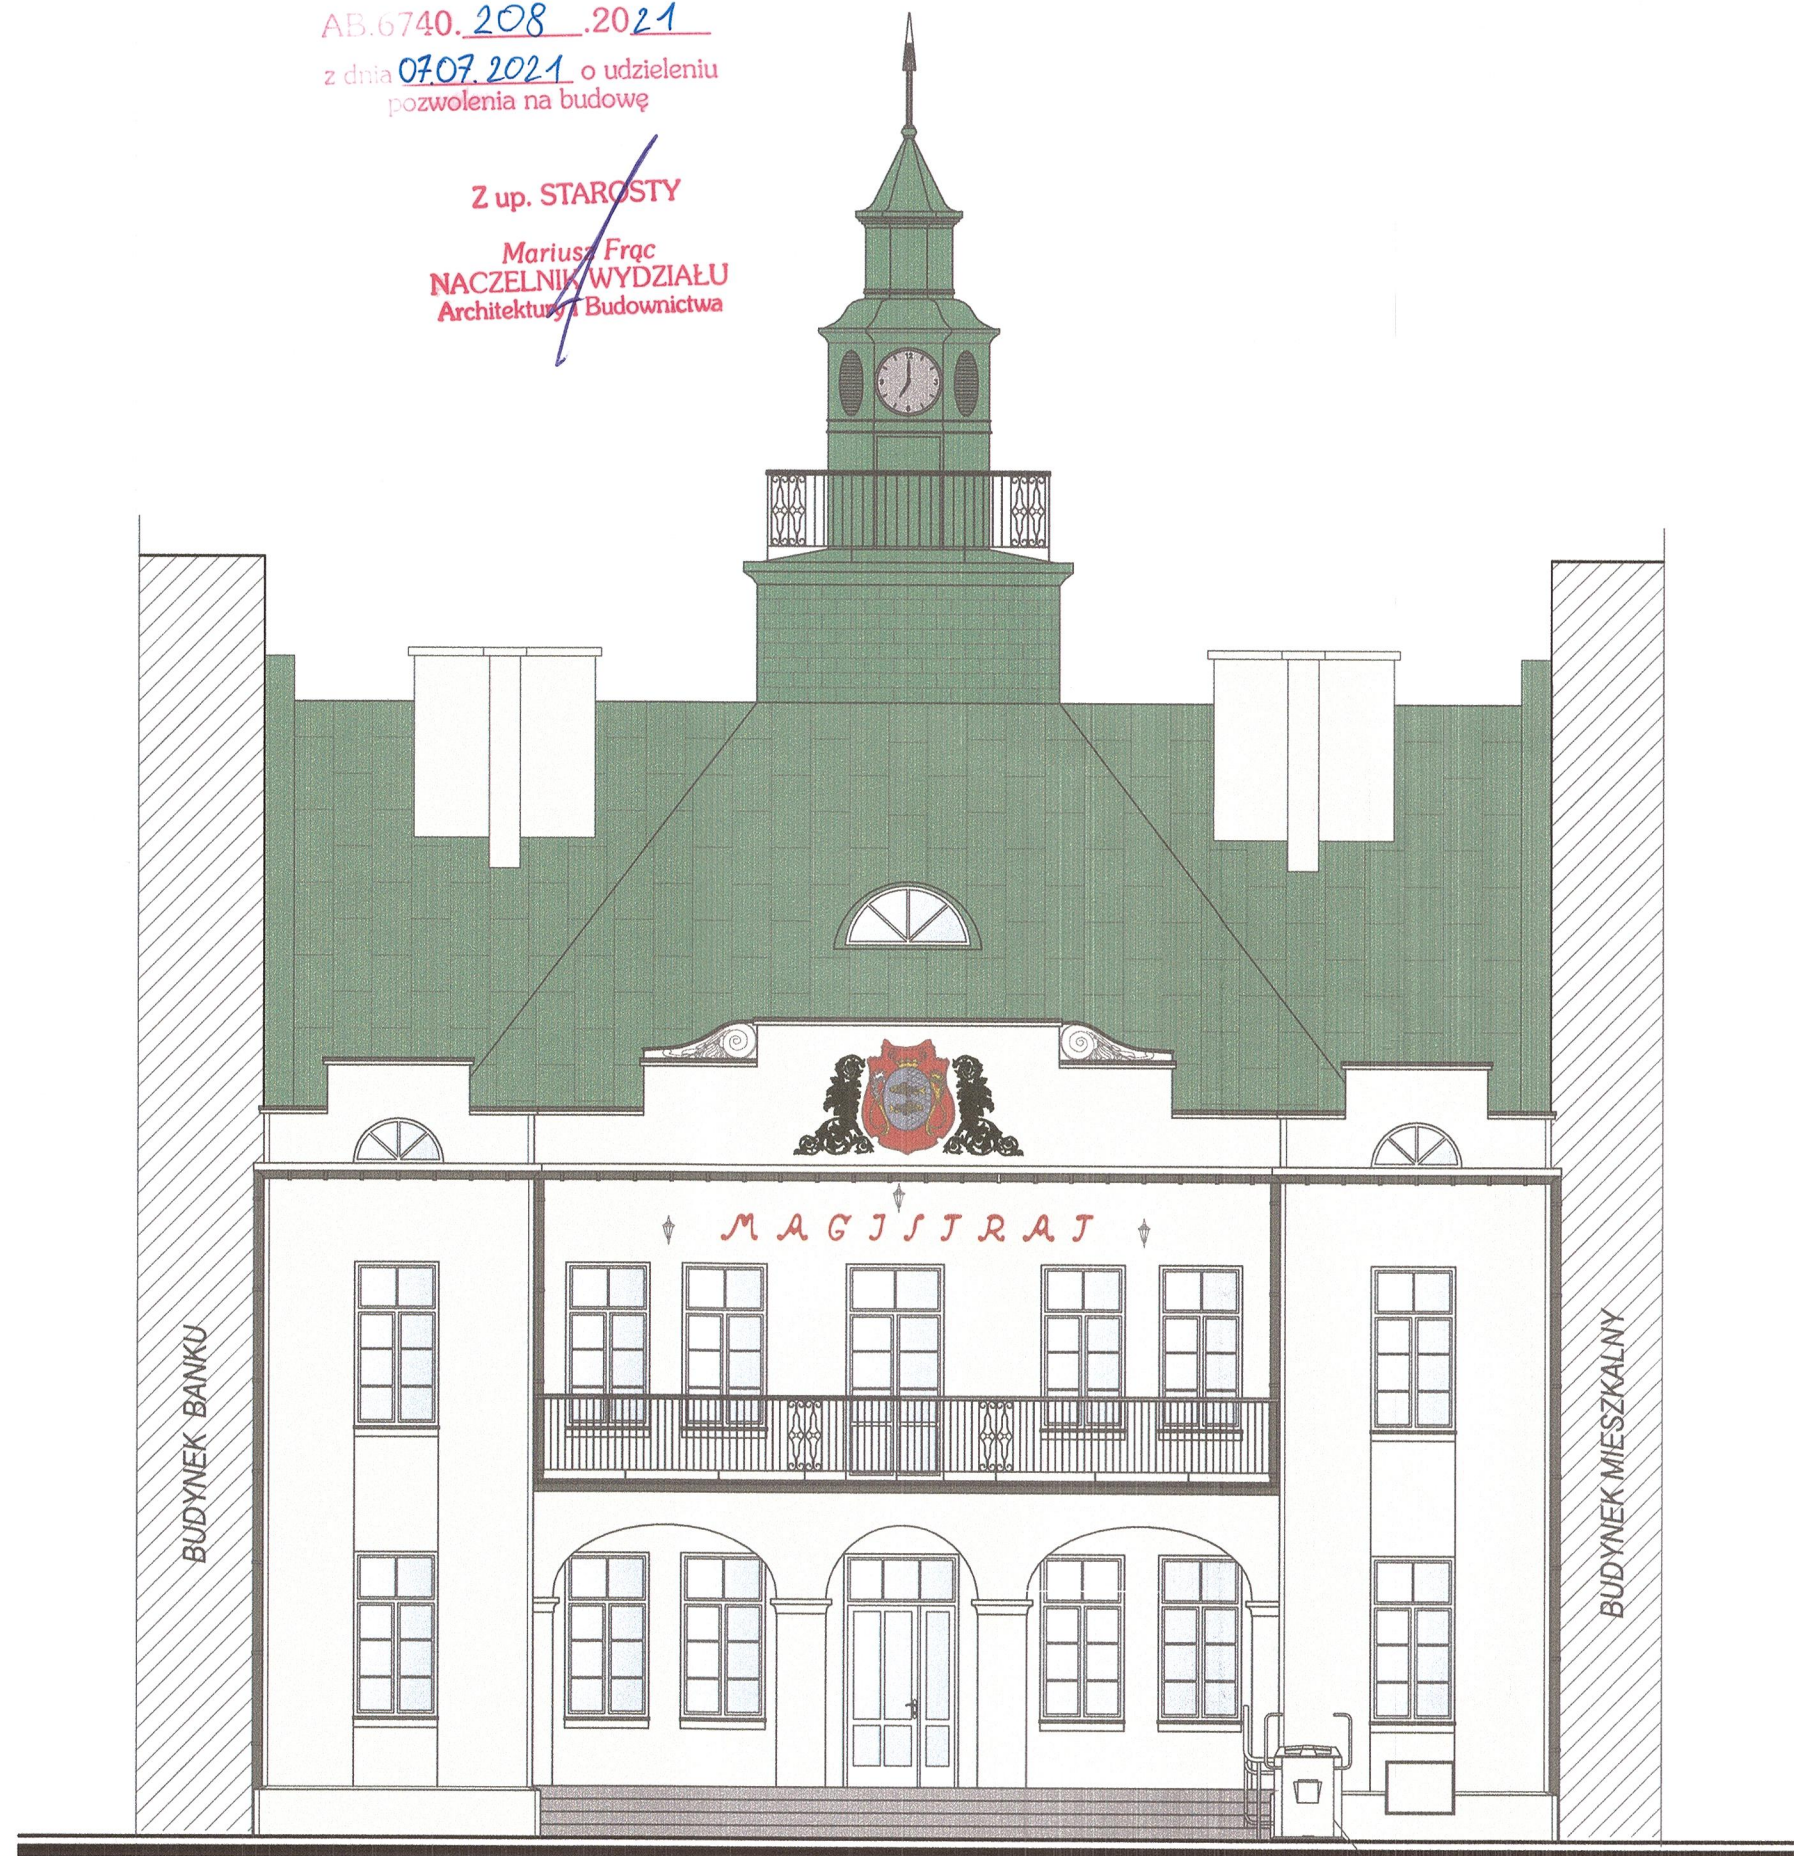 AB.6740. 208 .2021
z dnia 07.07.2021 o udzieleniu
pozwolenia na budowę
Z up. STAROSTY
Mariusz Frąc
NACZELNIK WYDZIAŁU
Architektury i Budownictwa
12
MAGISTRAT
BUDYNEK BANKU
BUDYNEK MIESZKALNY